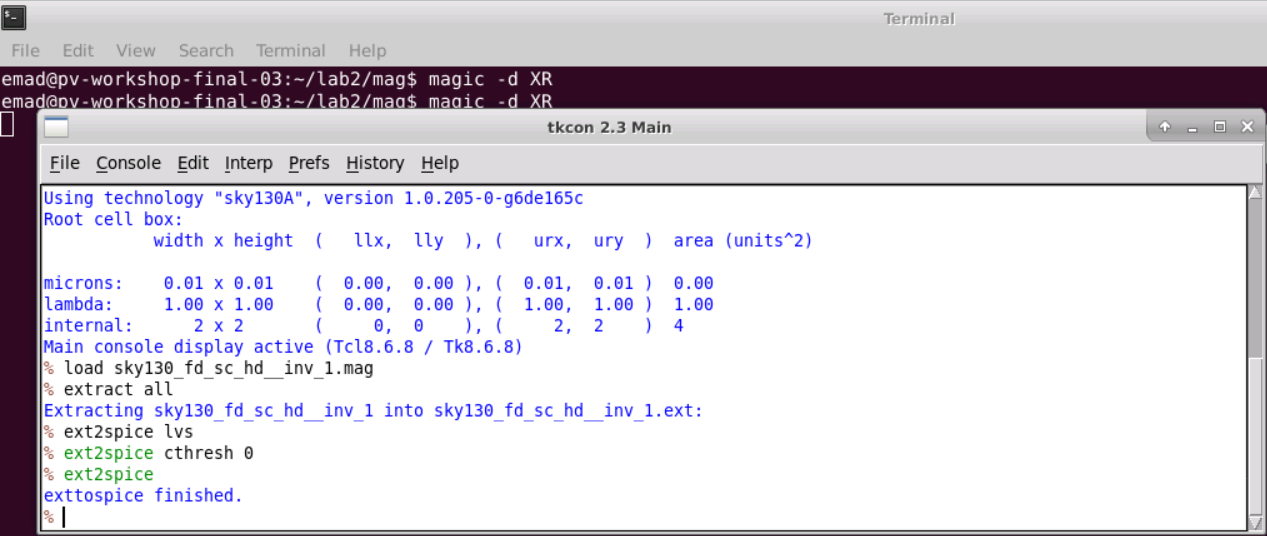 Terminal
File Edit View Search Terminal Help
emad@pv-workshop-final-03:~/lab2/mag$ magic -d XR
emad@pv-workshop-final-03:~/lab2/mag$ magic -d XR
tkcon 2.3 Main
File Console Edit Interp Prefs History Help
Using technology "sky130A", version 1.0.205-0-g6de165c
Root cell box:
width x height ( llx, lly ), ( urx, ury ) area (units^2)
microns: 0.01 x 0.01 ( 0.00, 0.00 ), ( 0.01, 0.01 ) 0.00
lambda: 1.00 x 1.00 ( 0.00, 0.00 ), ( 1.00, 1.00 ) 1.00
internal: 2 x 2 ( 0, 0 ), ( 2, 2 ) 4
Main console display active (Tcl8.6.8 / Tk8.6.8)
% load sky130_fd_sc_hd__inv_1.mag
% extract all
Extracting sky130_fd_sc_hd__inv_1 into sky130_fd_sc_hd__inv_1.ext:
% ext2spice lvs
% ext2spice cthresh 0
% ext2spice
exttospice finished.
%